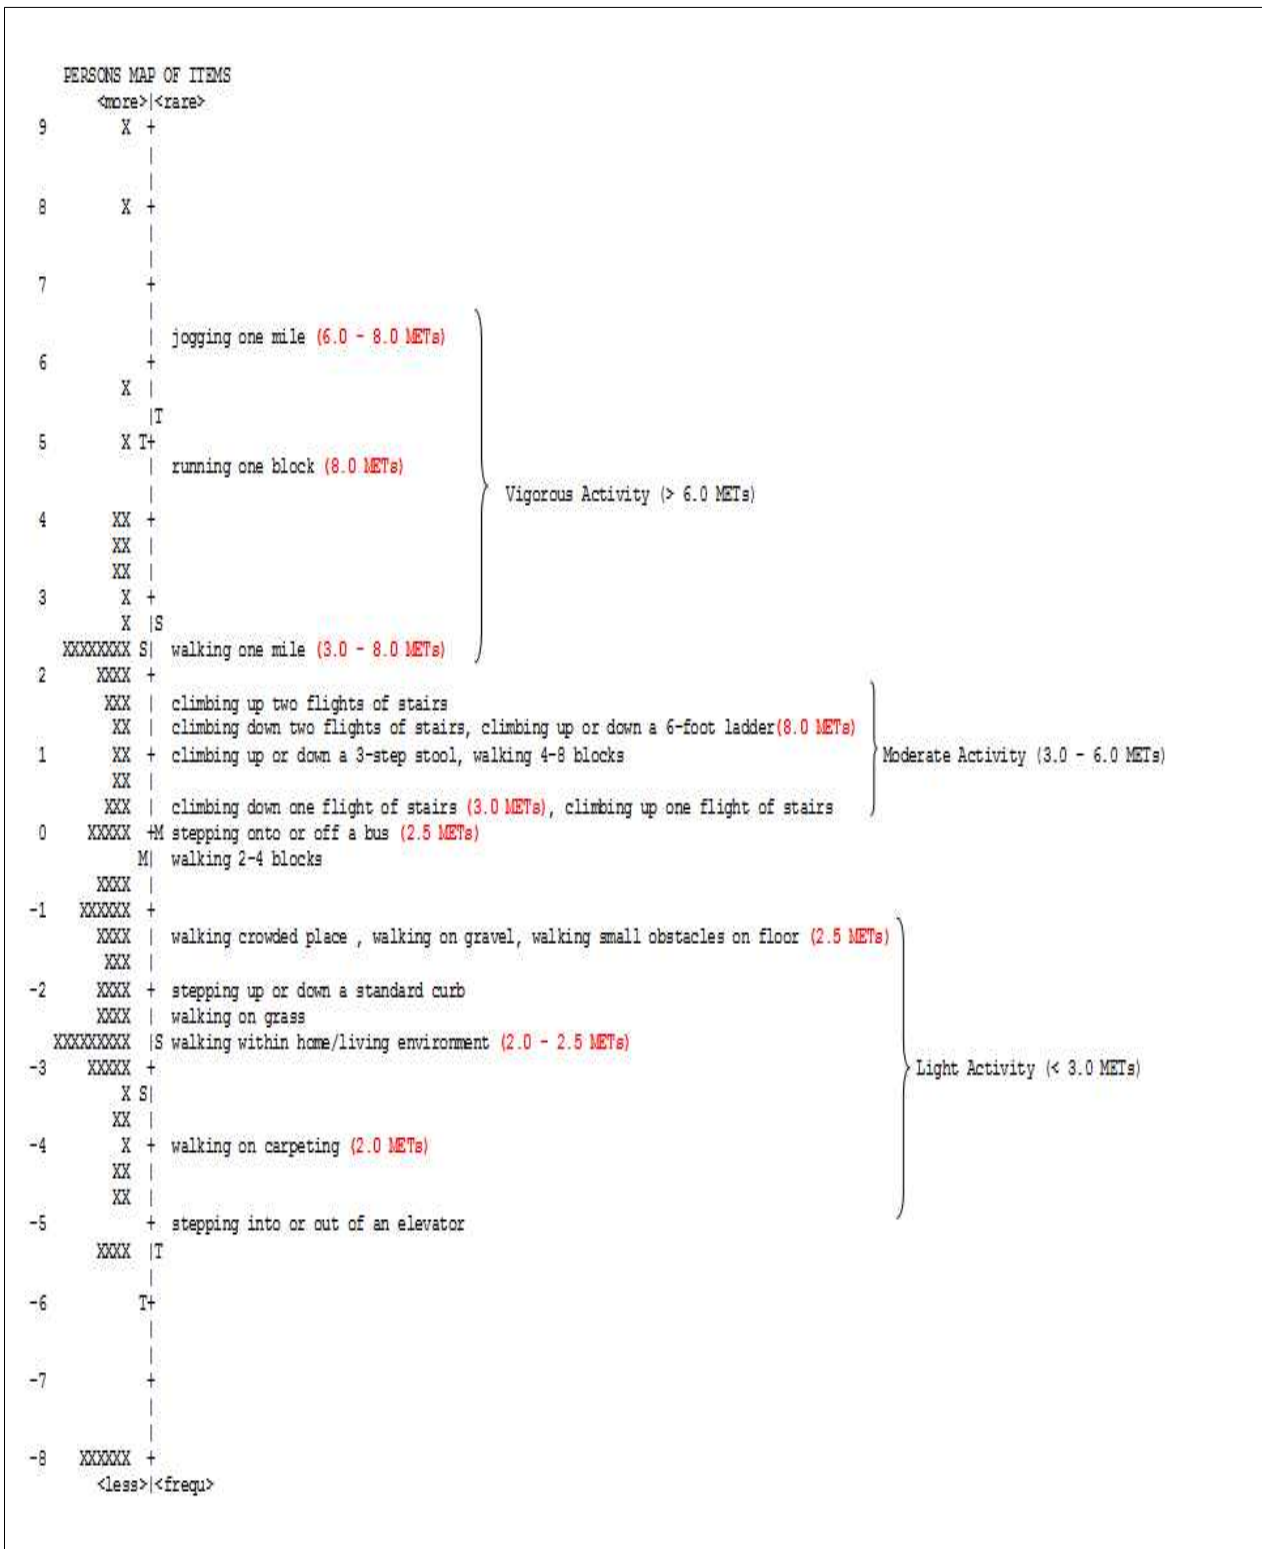 PERSONS MAP OF ITEMS
<more>|<rare>
9 X +
|
|
8 X +
|
|
7 +
|
| jogging one mile (6.0 - 8.0 METs)
6 +
X |
|T
5 X T+
| running one block (8.0 METs)
| Vigorous Activity (> 6.0 METs)
4 XX +
XX |
XX |
3 X +
X |S
XXXXXXXX S| walking one mile (3.0 - 8.0 METs)
2 XXXX +
XXX | climbing up two flights of stairs
XX | climbing down two flights of stairs, climbing up or down a 6-foot ladder(8.0 METs)
1 XX + climbing up or down a 3-step stool, walking 4-8 blocks Moderate Activity (3.0 - 6.0 METs)
XX |
XXX | climbing down one flight of stairs (3.0 METs), climbing up one flight of stairs
0 XXXXX +M stepping onto or off a bus (2.5 METs)
M| walking 2-4 blocks
XXXX |
-1 XXXXXX +
XXXX | walking crowded place , walking on gravel, walking small obstacles on floor (2.5 METs)
XXX |
-2 XXXX + stepping up or down a standard curb
XXXX | walking on grass
XXXXXXXXX |S walking within home/living environment (2.0 - 2.5 METs)
-3 XXXXX + Light Activity (< 3.0 METs)
X S|
XX |
-4 X + walking on carpeting (2.0 METs)
XX |
XX |
-5 + stepping into or out of an elevator
XXXX |T
|
-6 T+
|
|
-7 +
|
|
-8 XXXXXX +
<less>|<frequ>